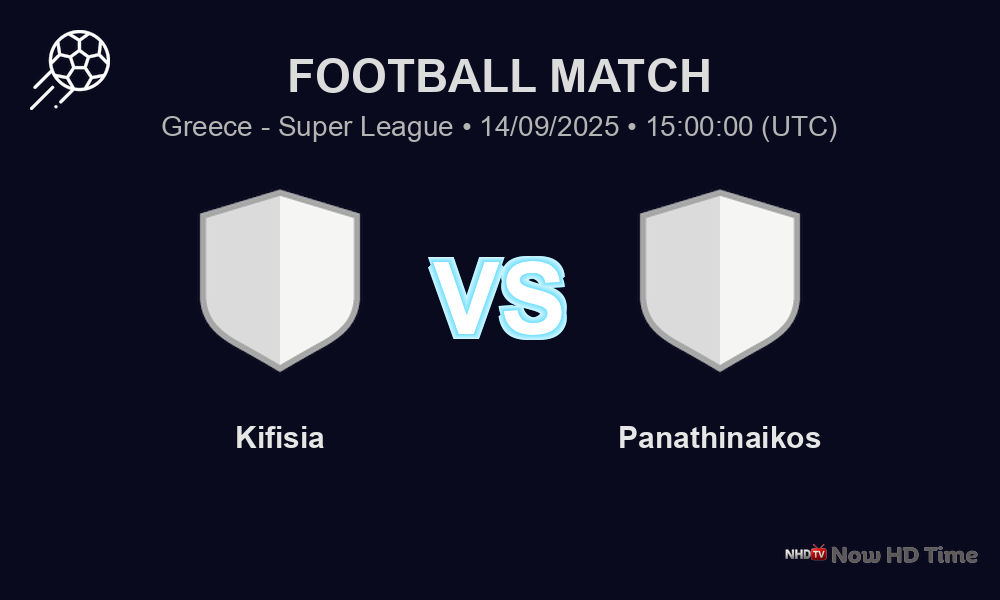 FOOTBALL MATCH
Greece - Super League • 14/09/2025 • 15:00:00 (UTC)
VS
Kifisia
Panathinaikos
NHDTV Now HD Time